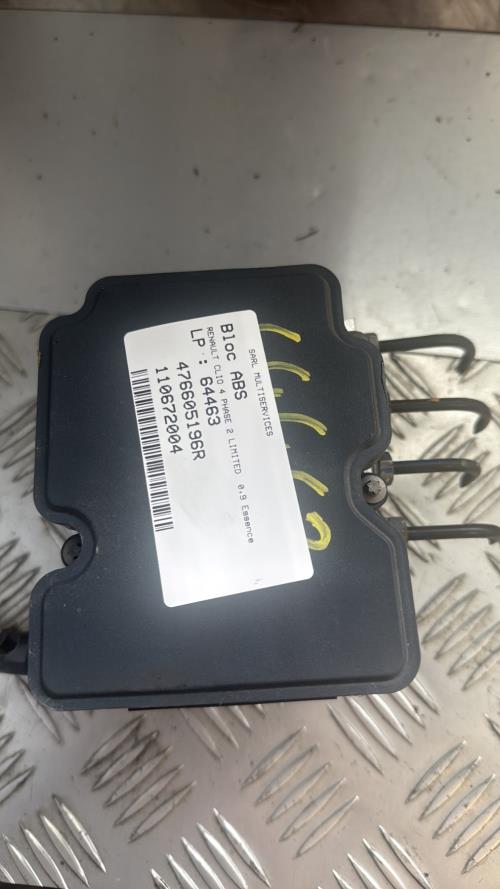 SARL MULTISERVICES
Bloc ABS
RENAULT CLIO 4 PHASE 2 LIMITED 0,9 Essence
LP : 64463
476605196R
110672004